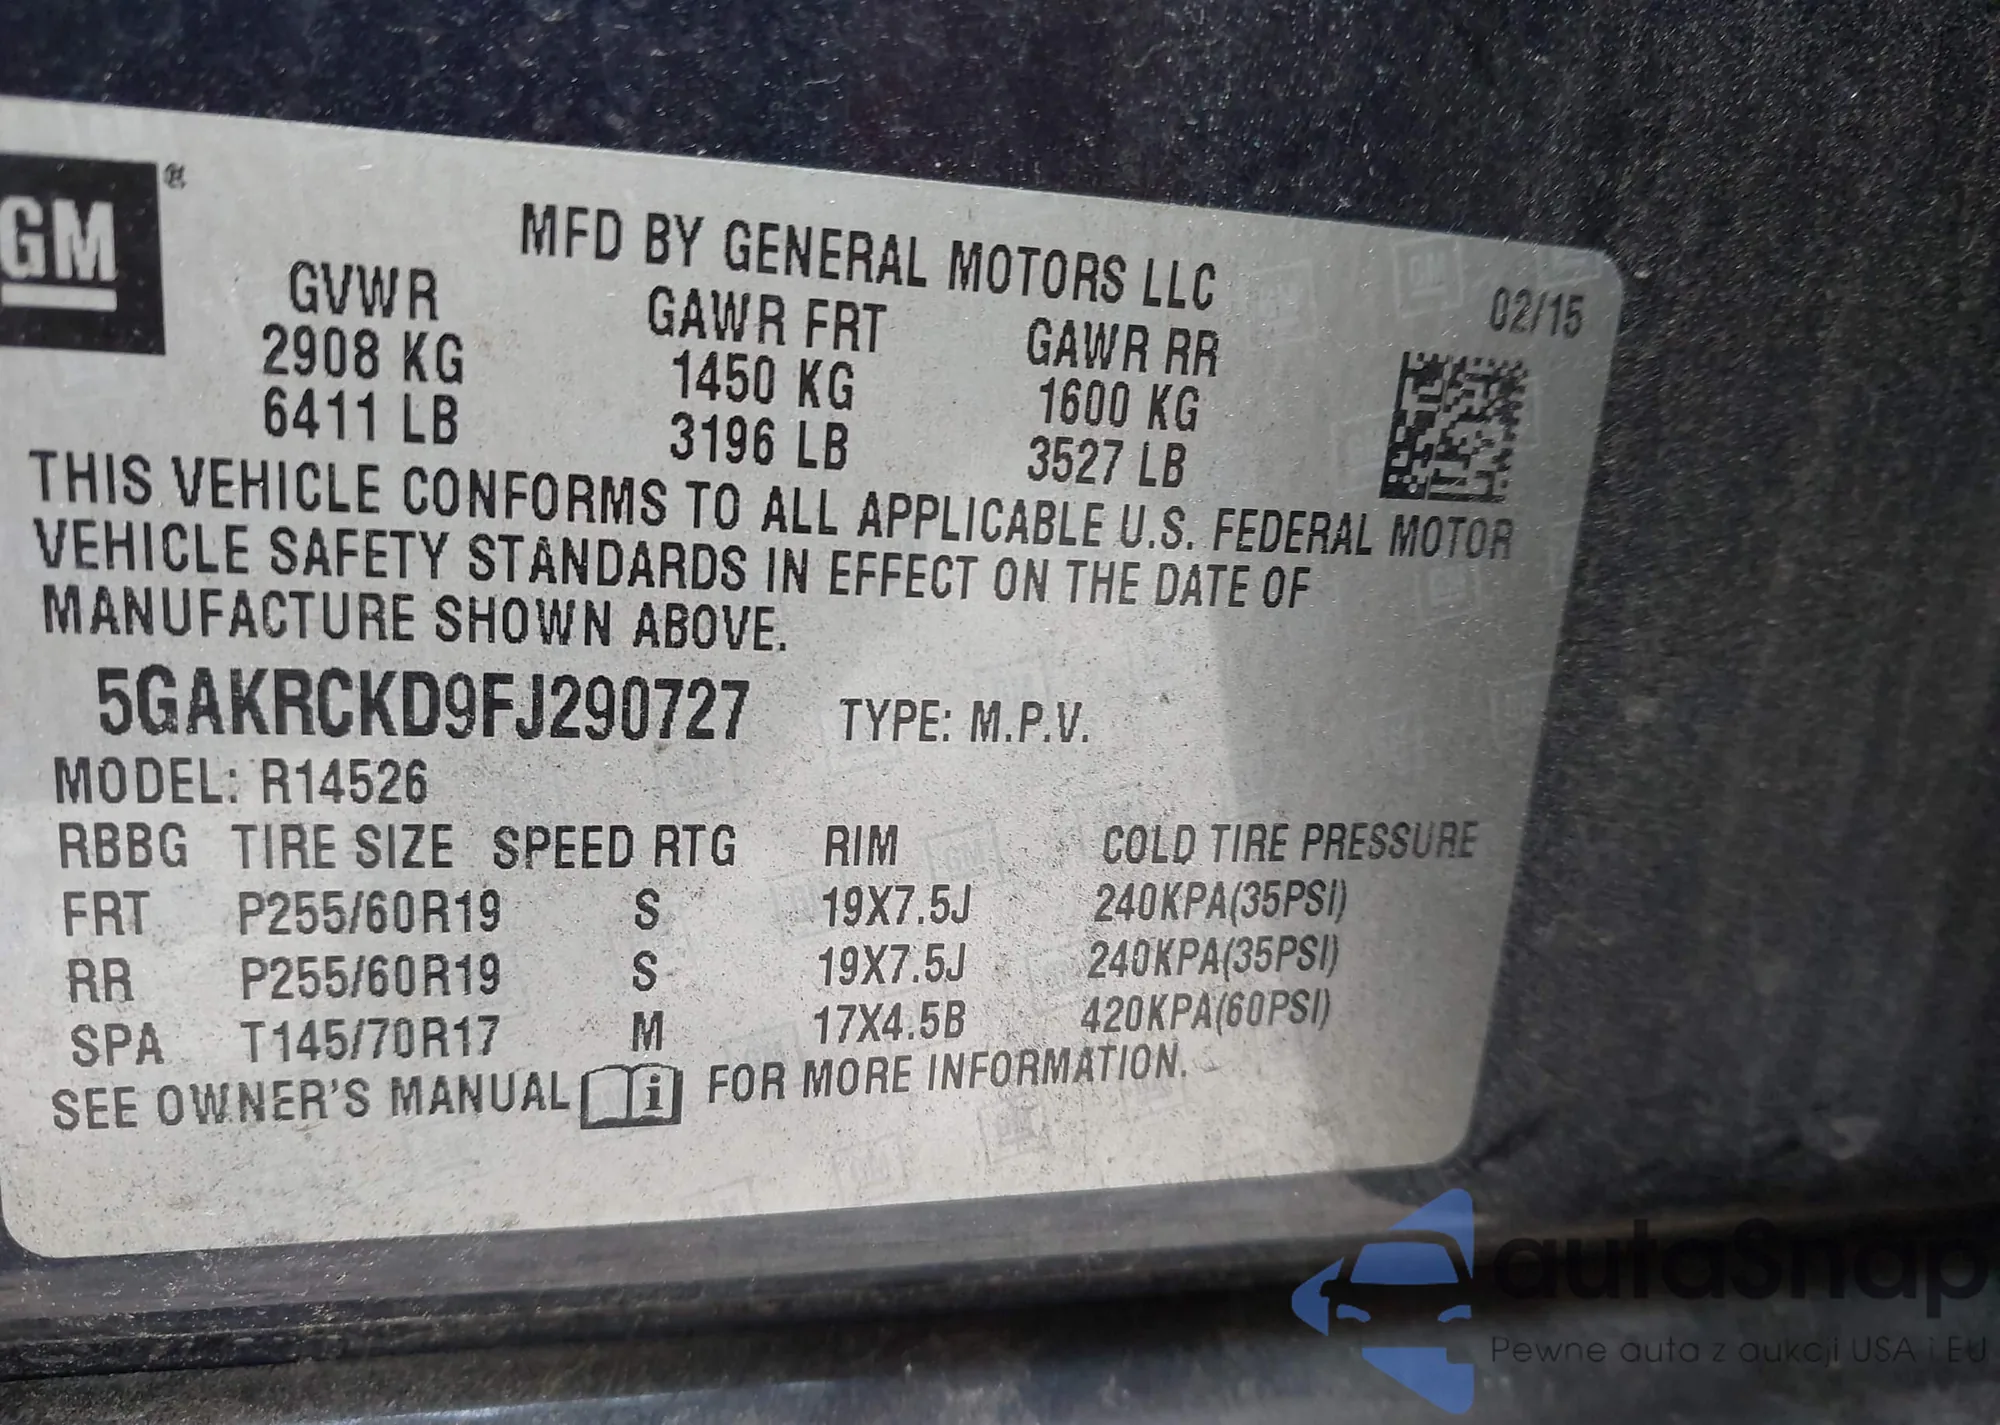 GM®
MFD BY GENERAL MOTORS LLC
02/15
GVWR GAWR FRT GAWR RR
2908 KG 1450 KG 1600 KG
6411 LB 3196 LB 3527 LB
THIS VEHICLE CONFORMS TO ALL APPLICABLE U.S. FEDERAL MOTOR
VEHICLE SAFETY STANDARDS IN EFFECT ON THE DATE OF
MANUFACTURE SHOWN ABOVE.
5GAKRCKD9FJ290727 TYPE: M.P.V.
MODEL: R14526
RBBG TIRE SIZE SPEED RTG RIM COLD TIRE PRESSURE
FRT P255/60R19 S 19X7.5J 240KPA(35PSI)
RR P255/60R19 S 19X7.5J 240KPA(35PSI)
SPA T145/70R17 M 17X4.5B 420KPA(60PSI)
SEE OWNER'S MANUAL i FOR MORE INFORMATION.
autaSnap
Pewne auta z aukcji USA i EU